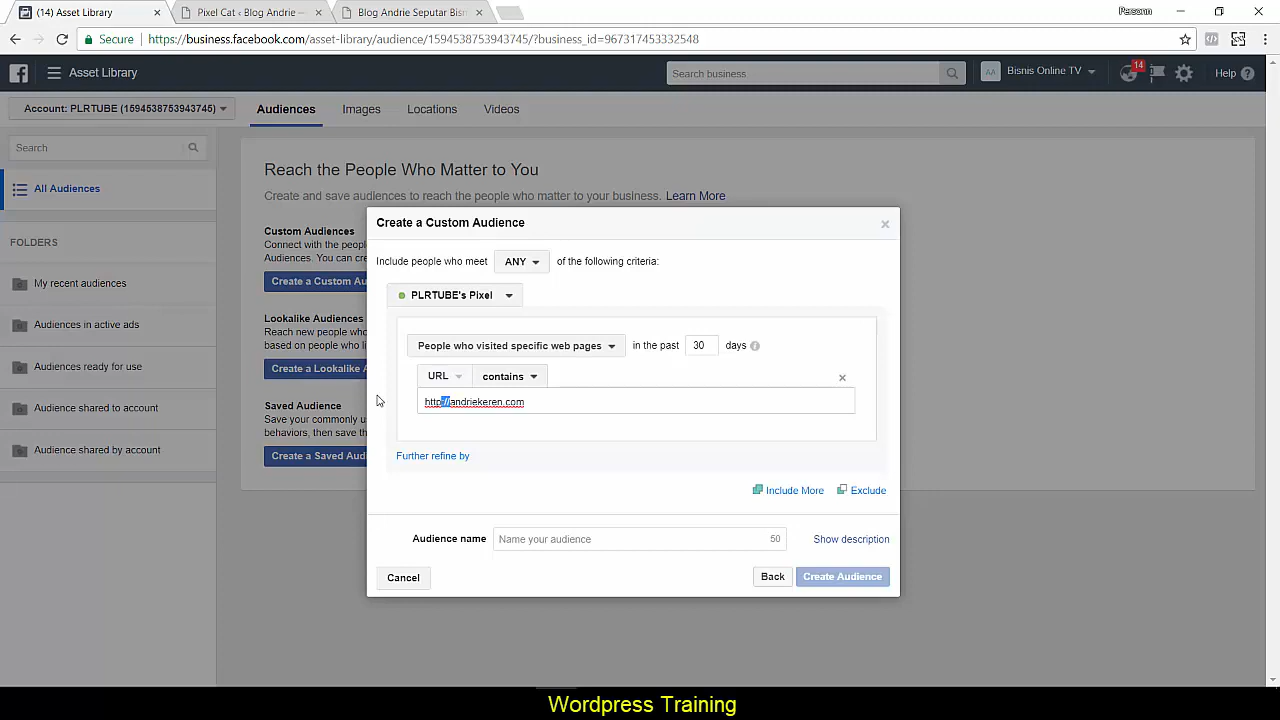 (14) Asset Library
Pixel Cat ‹ Blog Andrie —
Blog Andrie Seputar Bisn
Personn
Secure
https://business.facebook.com/asset-library/audience/1594538753943745/?business_id=967317453332548
Asset Library
Search business
AA
Bisnis Online TV
14
Help
Account: PLRTUBE (1594538753943745)
Audiences
Images
Locations
Videos
Search
All Audiences
FOLDERS
My recent audiences
Audiences in active ads
Audiences ready for use
Audience shared to account
Audience shared by account
Reach the People Who Matter to You
Create and save audiences to reach the people who matter to your business. Learn More
Custom Audiences
Connect with the peopl
Audiences. You can cre
Create a Custom Au
Lookalike Audiences
Reach new people who
based on people who li
Create a Lookalike A
Saved Audience
Save your commonly u
behaviors, then save th
Create a Saved Audi
Create a Custom Audience
Include people who meet ANY of the following criteria:
PLRTUBE's Pixel
People who visited specific web pages in the past 30 days
URL contains
http://andriekeren.com
Further refine by
Include More
Exclude
Audience name
Name your audience
50
Show description
Cancel
Back
Create Audience
Wordpress Training